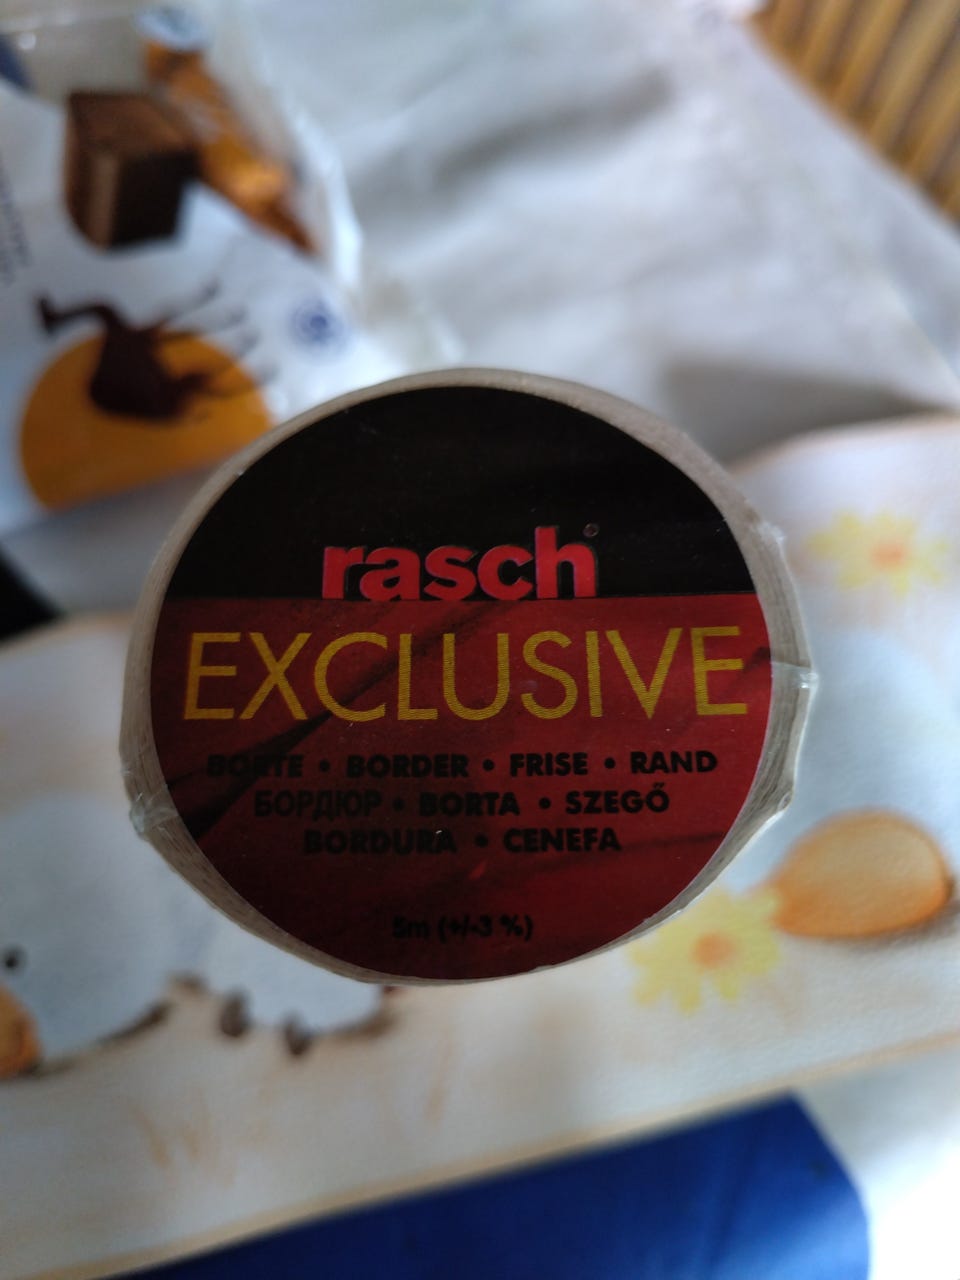 rasch®
EXCLUSIVE
BORTE • BORDER • FRISE • RAND
БОРДЮР • BORTA • SZEGŐ
BORDURA • CENEFA
5m (+/-3 %)